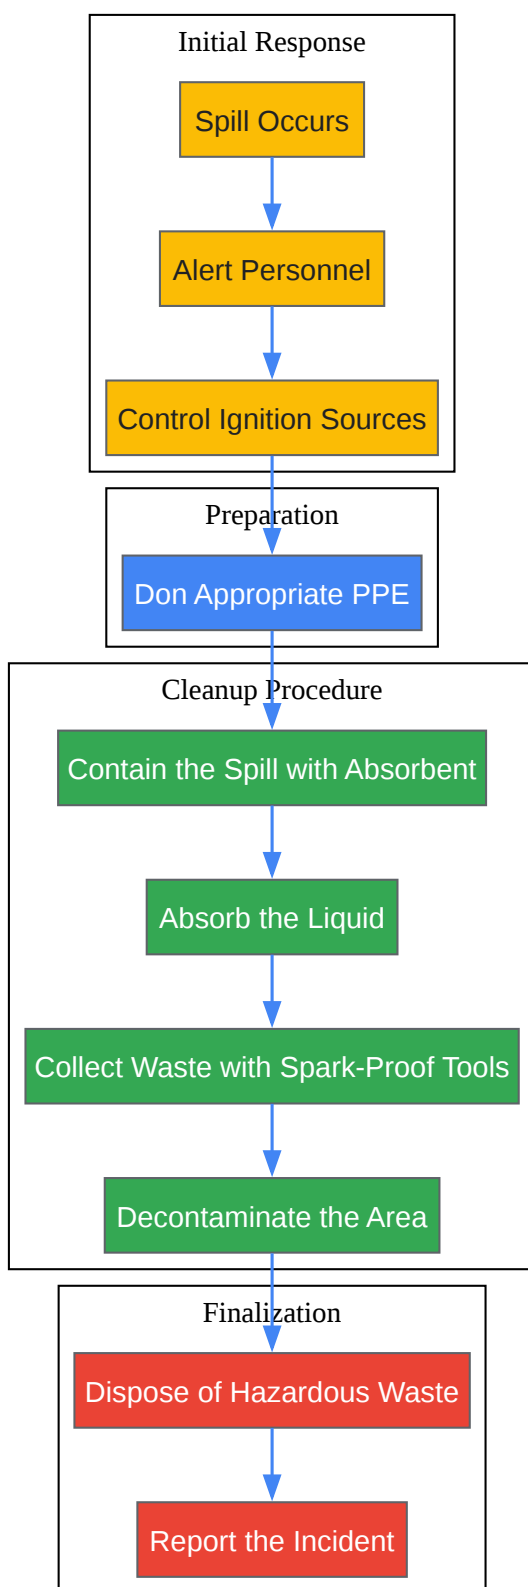 Initial Response
Spill Occurs
Alert Personnel
Control Ignition Sources
Preparation
Don Appropriate PPE
Cleanup Procedure
Contain the Spill with Absorbent
Absorb the Liquid
Collect Waste with Spark-Proof Tools
Decontaminate the Area
Finalization
Dispose of Hazardous Waste
Report the Incident